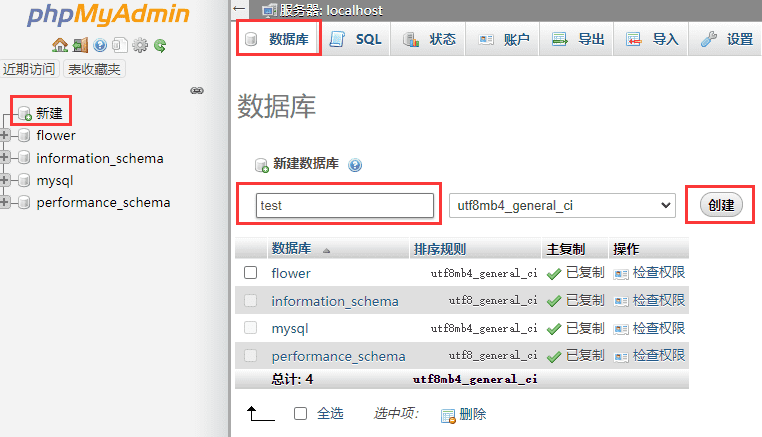 phpMyAdmin
近期访问 表收藏夹
新建
flower
information_schema
mysql
performance_schema
服务器: localhost
数据库 SQL 状态 账户 导出 导入 设置
数据库
新建数据库
test utf8mb4_general_ci 创建
数据库 排序规则 主复制 操作
flower utf8mb4_general_ci 已复制 检查权限
information_schema utf8_general_ci 已复制 检查权限
mysql utf8mb4_general_ci 已复制 检查权限
performance_schema utf8_general_ci 已复制 检查权限
总计: 4 utf8mb4_general_ci
全选 选中项: 删除